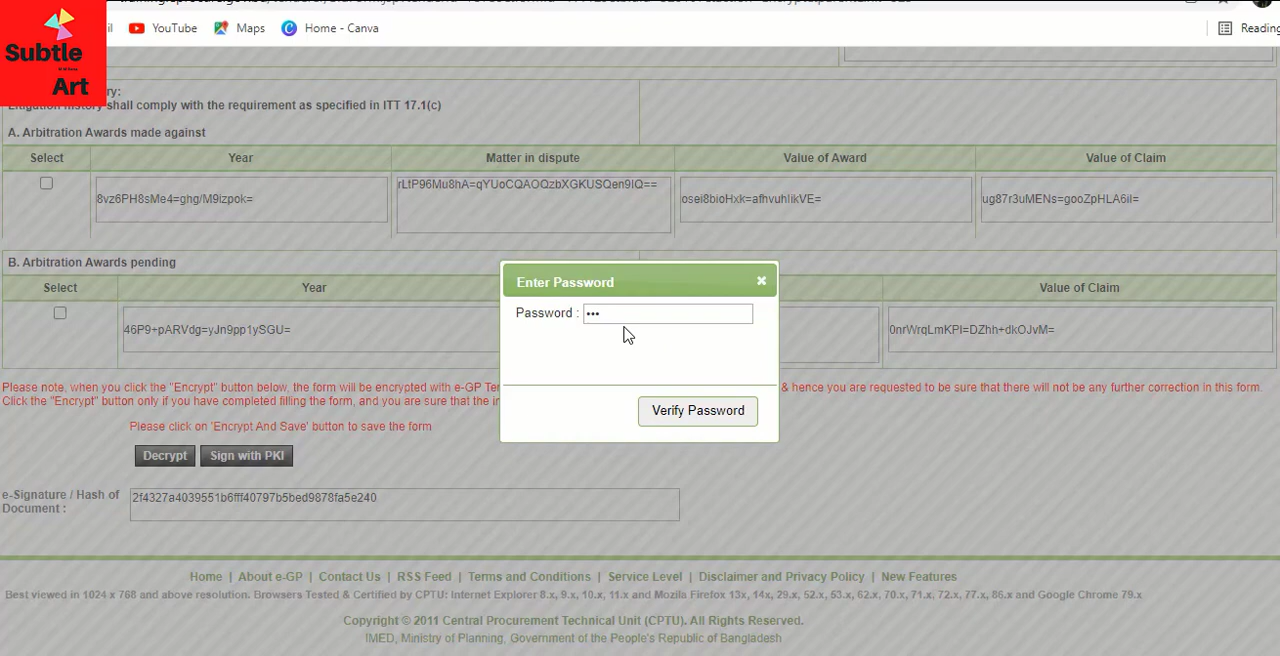 YouTube
Maps
Home - Canva
Reading
Subtle
Art
ry:
Litigation history shall comply with the requirement as specified in ITT 17.1(c)
A. Arbitration Awards made against
Select Year Matter in dispute Value of Award Value of Claim
8vz6PH8sMe4=ghg/M9izpok=
rLfP96Mu8hA=qYUoCQAOQzbXGKUSQen9IQ==
osei8bioHxk=afhvuhIikVE=
ug87r3uMENs=gooZpHLA6iI=
B. Arbitration Awards pending
Select Year Value of Claim
46P9+pARVdg=yJn9pp1ySGU=
0nrWrqLmKPI=DZhh+dkOJvM=
Enter Password
Password : •••
Verify Password
Please note, when you click the "Encrypt" button below, the form will be encrypted with e-GP & hence you are requested to be sure that there will not be any further correction in this form.
Click the "Encrypt" button only if you have completed filling the form, and you are sure that the
Please click on 'Encrypt And Save' button to save the form
Decrypt Sign with PKI
e-Signature / Hash of
Document :
2f4327a4039551b6fff40797b5bed9878fa5e240
Home | About e-GP | Contact Us | RSS Feed | Terms and Conditions | Service Level | Disclaimer and Privacy Policy | New Features
Best viewed in 1024 x 768 and above resolution. Browsers Tested & Certified by CPTU: Internet Explorer 8.x, 9.x, 10.x, 11.x and Mozilla Firefox 13x, 14x, 29.x, 52.x, 53.x, 62.x, 70.x, 71.x, 72.x, 77.x, 86.x and Google Chrome 79.x
Copyright © 2011 Central Procurement Technical Unit (CPTU). All Rights Reserved.
IMED, Ministry of Planning, Government of the People's Republic of Bangladesh